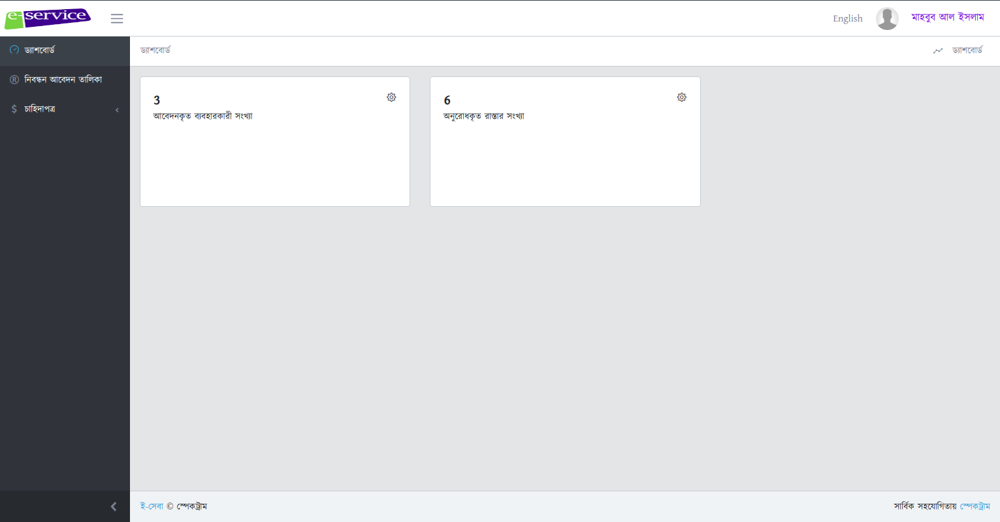 e-service
English
মাহবুব আল ইসলাম
ড্যাশবোর্ড
নিবন্ধন আবেদন তালিকা
$ চাহিদাপত্র
ড্যাশবোর্ড
ড্যাশবোর্ড
3
আবেদনকৃত ব্যবহারকারী সংখ্যা
6
অনুরোধকৃত রাস্তার সংখ্যা
ই-সেবা © স্পেকট্রাম
সার্বিক সহযোগিতায় স্পেকট্রাম